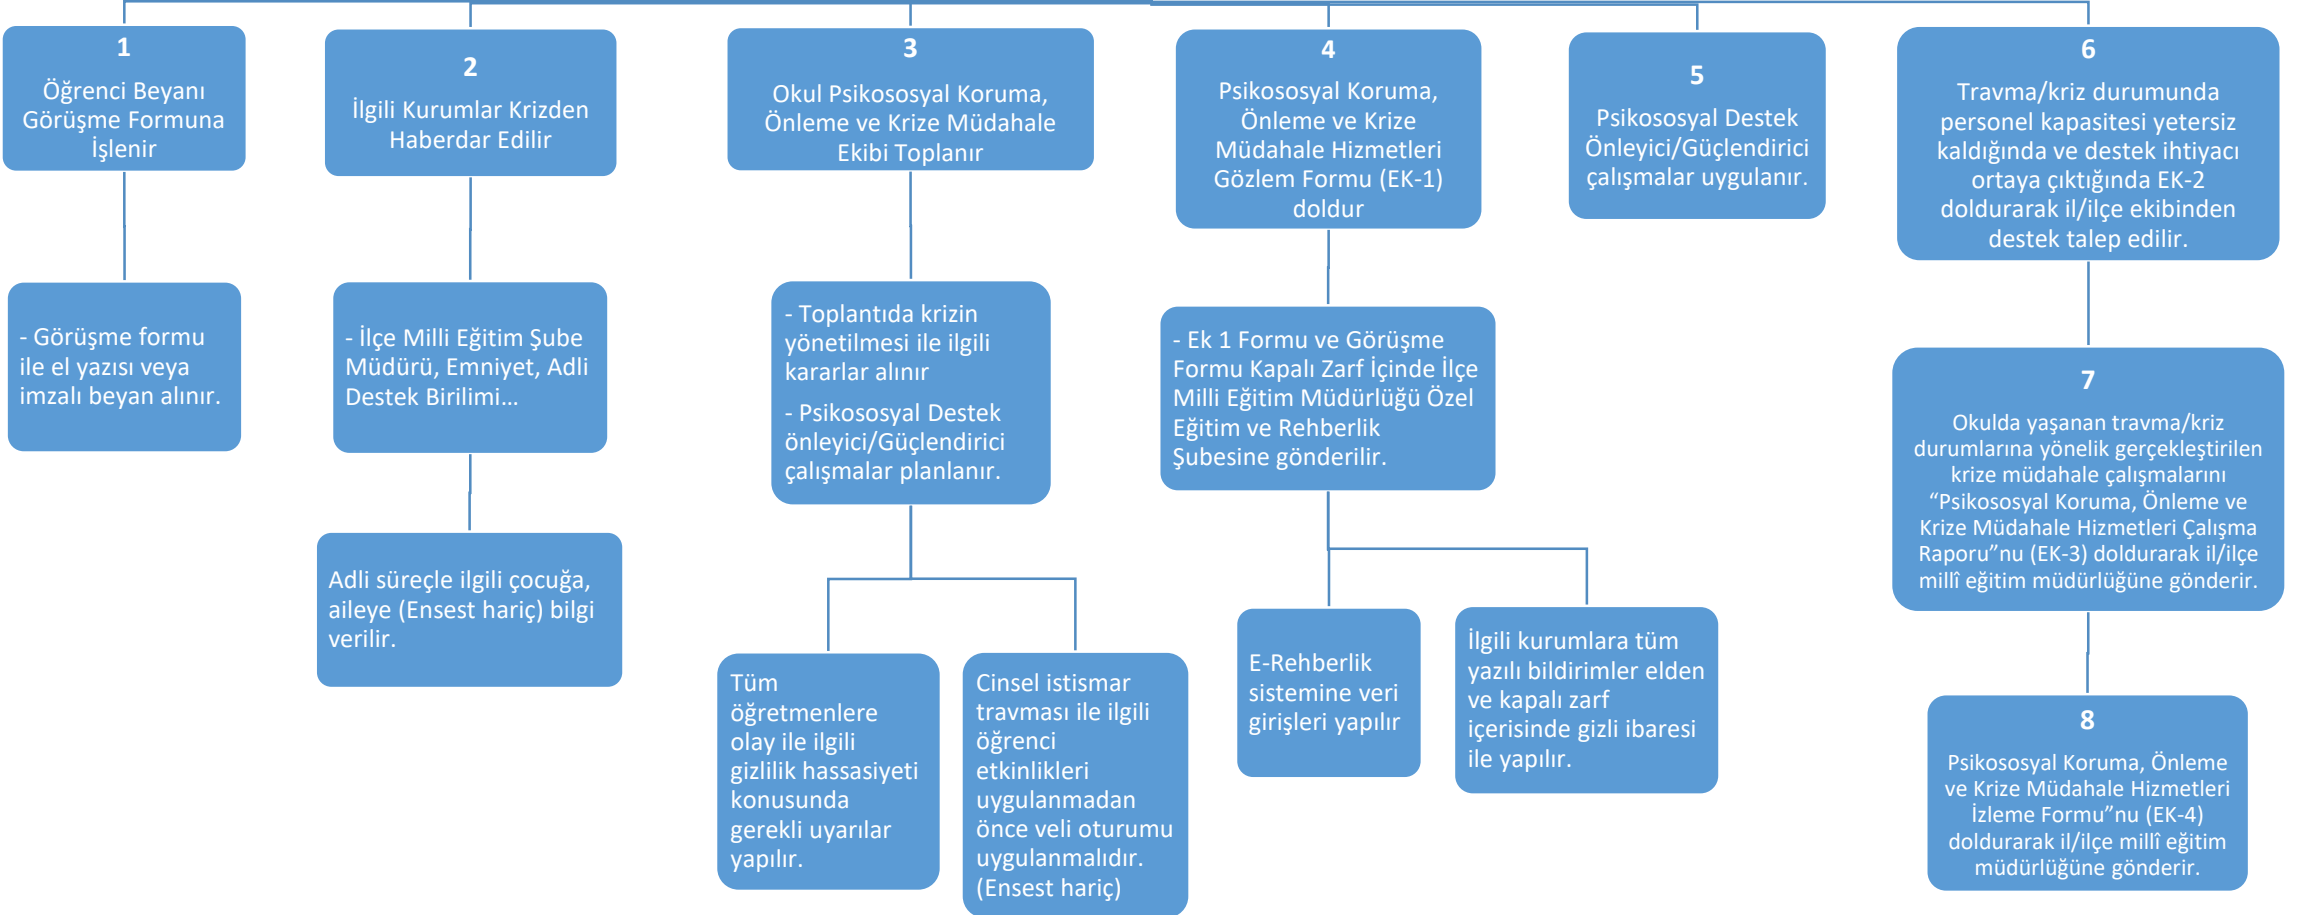 1
Öğrenci Beyanı
Görüşme Formuna
İşlenir
- Görüşme formu
ile el yazısı veya
imzalı beyan alınır.
2
İlgili Kurumlar Krizden
Haberdar Edilir
- İlçe Milli Eğitim Şube
Müdürü, Emniyet, Adli
Destek Birilimi...
Adli süreçle ilgili çocuğa,
aileye (Ensest hariç) bilgi
verilir.
3
Okul Psikososyal Koruma,
Önleme ve Krize Müdahale
Ekibi Toplanır
- Toplantıda krizin
yönetilmesi ile ilgili
kararlar alınır
- Psikososyal Destek
önleyici/Güçlendirici
çalışmalar planlanır.
Tüm
öğretmenlere
olay ile ilgili
gizlilik hassasiyeti
konusunda
gerekli uyarılar
yapılır.
Cinsel istismar
travması ile ilgili
öğrenci
etkinlikleri
uygulanmadan
önce veli oturumu
uygulanmalıdır.
(Ensest hariç)
4
Psikososyal Koruma,
Önleme ve Krize
Müdahale Hizmetleri
Gözlem Formu (EK-1)
doldur
- Ek 1 Formu ve Görüşme
Formu Kapalı Zarf İçinde İlçe
Milli Eğitim Müdürlüğü Özel
Eğitim ve Rehberlik
Şubesine gönderilir.
E-Rehberlik
sistemine veri
girişleri yapılır
İlgili kurumlara tüm
yazılı bildirimler elden
ve kapalı zarf
içerisinde gizli ibaresi
ile yapılır.
5
Psikososyal Destek
Önleyici/Güçlendirici
çalışmalar uygulanır.
6
Travma/kriz durumunda
personel kapasitesi yetersiz
kaldığında ve destek ihtiyacı
ortaya çıktığında EK-2
doldurarak il/ilçe ekibinden
destek talep edilir.
7
Okulda yaşanan travma/kriz
durumlarına yönelik gerçekleştirilen
krize müdahale çalışmalarını
“Psikososyal Koruma, Önleme ve
Krize Müdahale Hizmetleri Çalışma
Raporu”nu (EK-3) doldurarak il/ilçe
millî eğitim müdürlüğüne gönderir.
8
Psikososyal Koruma, Önleme
ve Krize Müdahale Hizmetleri
İzleme Formu”nu (EK-4)
doldurarak il/ilçe millî eğitim
müdürlüğüne gönderir.